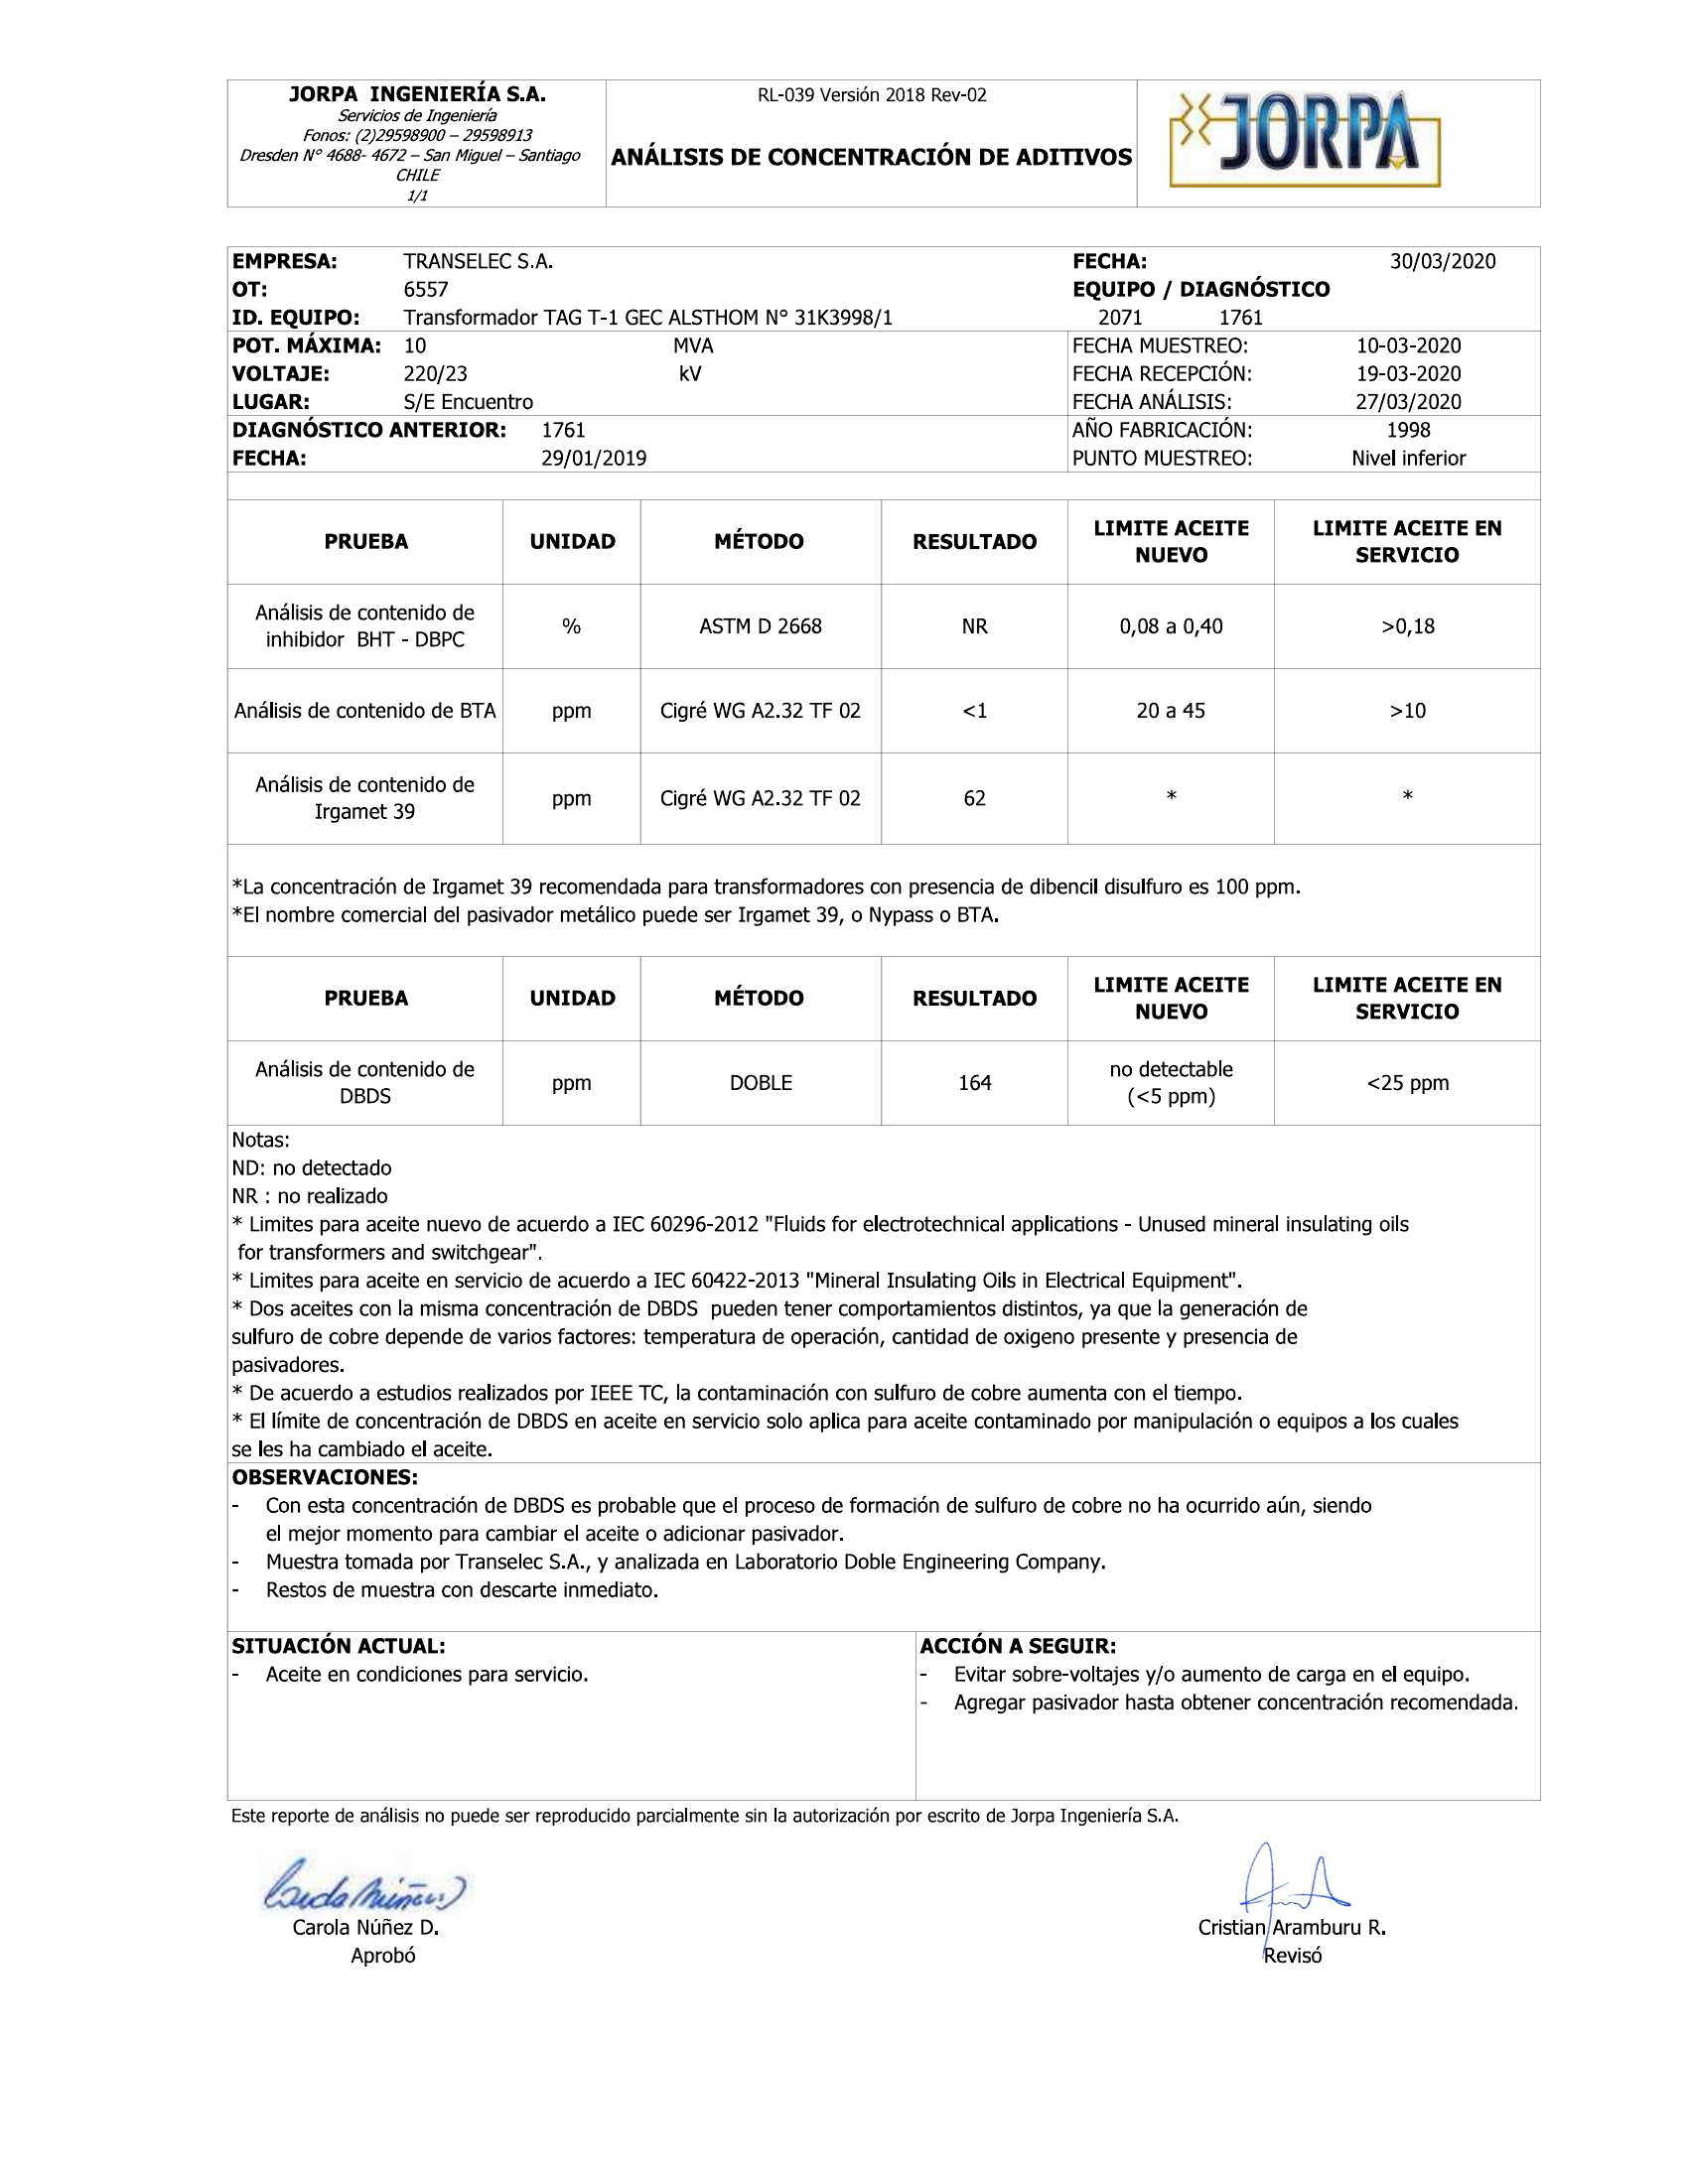 JORPA INGENIERÍA S.A.
Servicios de Ingeniería
Fonos: (2)29598900 – 29598913
Dresden N° 4688- 4672 – San Miguel – Santiago
CHILE
1/1
RL-039 Versión 2018 Rev-02
ANÁLISIS DE CONCENTRACIÓN DE ADITIVOS
JORPA
EMPRESA: TRANSELEC S.A. FECHA: 30/03/2020
OT: 6557 EQUIPO / DIAGNÓSTICO
ID. EQUIPO: Transformador TAG T-1 GEC ALSTHOM N° 31K3998/1 2071 1761
POT. MÁXIMA: 10 MVA FECHA MUESTREO: 10-03-2020
VOLTAJE: 220/23 kV FECHA RECEPCIÓN: 19-03-2020
LUGAR: S/E Encuentro FECHA ANÁLISIS: 27/03/2020
DIAGNÓSTICO ANTERIOR: 1761 AÑO FABRICACIÓN: 1998
FECHA: 29/01/2019 PUNTO MUESTREO: Nivel inferior
PRUEBA UNIDAD MÉTODO RESULTADO LIMITE ACEITE NUEVO LIMITE ACEITE EN SERVICIO
Análisis de contenido de inhibidor BHT - DBPC % ASTM D 2668 NR 0,08 a 0,40 >0,18
Análisis de contenido de BTA ppm Cigré WG A2.32 TF 02 <1 20 a 45 >10
Análisis de contenido de Irgamet 39 ppm Cigré WG A2.32 TF 02 62 * *
*La concentración de Irgamet 39 recomendada para transformadores con presencia de dibencil disulfuro es 100 ppm.
*El nombre comercial del pasivador metálico puede ser Irgamet 39, o Nypass o BTA.
PRUEBA UNIDAD MÉTODO RESULTADO LIMITE ACEITE NUEVO LIMITE ACEITE EN SERVICIO
Análisis de contenido de DBDS ppm DOBLE 164 no detectable (<5 ppm) <25 ppm
Notas:
ND: no detectado
NR : no realizado
* Limites para aceite nuevo de acuerdo a IEC 60296-2012 "Fluids for electrotechnical applications - Unused mineral insulating oils
for transformers and switchgear".
* Limites para aceite en servicio de acuerdo a IEC 60422-2013 "Mineral Insulating Oils in Electrical Equipment".
* Dos aceites con la misma concentración de DBDS pueden tener comportamientos distintos, ya que la generación de
sulfuro de cobre depende de varios factores: temperatura de operación, cantidad de oxigeno presente y presencia de
pasivadores.
* De acuerdo a estudios realizados por IEEE TC, la contaminación con sulfuro de cobre aumenta con el tiempo.
* El límite de concentración de DBDS en aceite en servicio solo aplica para aceite contaminado por manipulación o equipos a los cuales
se les ha cambiado el aceite.
OBSERVACIONES:
- Con esta concentración de DBDS es probable que el proceso de formación de sulfuro de cobre no ha ocurrido aún, siendo
el mejor momento para cambiar el aceite o adicionar pasivador.
- Muestra tomada por Transelec S.A., y analizada en Laboratorio Doble Engineering Company.
- Restos de muestra con descarte inmediato.
SITUACIÓN ACTUAL:
- Aceite en condiciones para servicio.
ACCIÓN A SEGUIR:
- Evitar sobre-voltajes y/o aumento de carga en el equipo.
- Agregar pasivador hasta obtener concentración recomendada.
Este reporte de análisis no puede ser reproducido parcialmente sin la autorización por escrito de Jorpa Ingeniería S.A.
Carola Núñez D.
Aprobó
Cristian Aramburu R.
Revisó